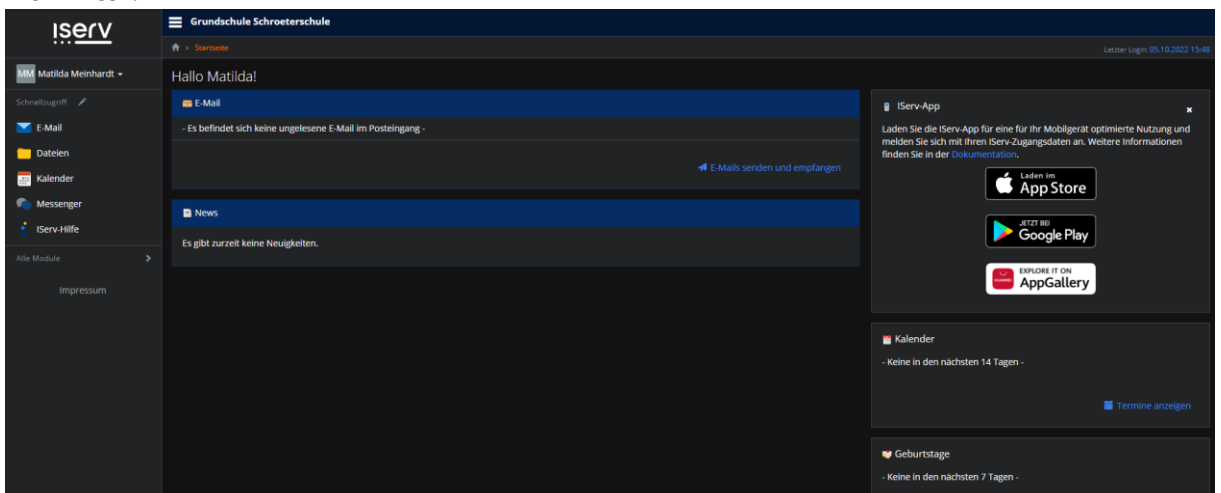 ISERV
MM Matilda Meinhardt
Schnellzugriff
E-Mail
Dateien
Kalender
Messenger
IServ-Hilfe
Alle Module
Impressum
Grundschule Schroeterschule
» Startseite
Letzter Login: 05.10.2022 15:48
Hallo Matilda!
E-Mail
- Es befindet sich keine ungelesene E-Mail im Posteingang -
E-Mails senden und empfangen
News
Es gibt zurzeit keine Neuigkeiten.
IServ-App
Laden Sie die IServ-App für eine für Ihr Mobilgerät optimierte Nutzung und
melden Sie sich mit Ihren IServ-Zugangsdaten an. Weitere Informationen
finden Sie in der Dokumentation.
Laden im
App Store
JETZT BEI
Google Play
HUAWEI
EXPLORE IT ON
AppGallery
Kalender
- Keine in den nächsten 14 Tagen -
Termine anzeigen
Geburtstage
- Keine in den nächsten 7 Tagen -